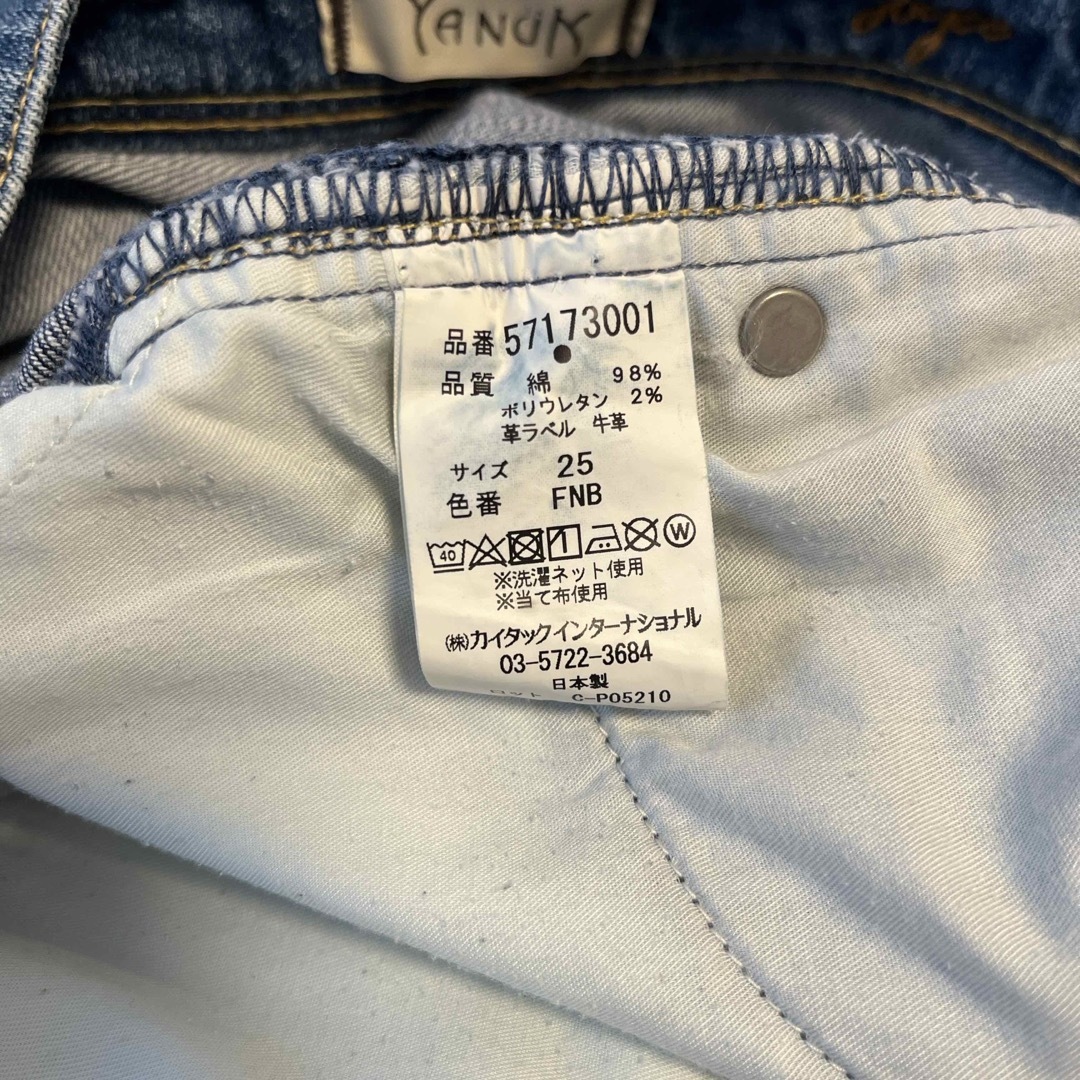 YANUK
品番 57173001
品質 綿 98%
ポリウレタン 2%
革ラベル 牛革
サイズ 25
色番 FNB
40 W
※洗濯ネット使用
※当て布使用
(株)カイタックインターナショナル
03-5722-3684
日本製
ロット C-P05210